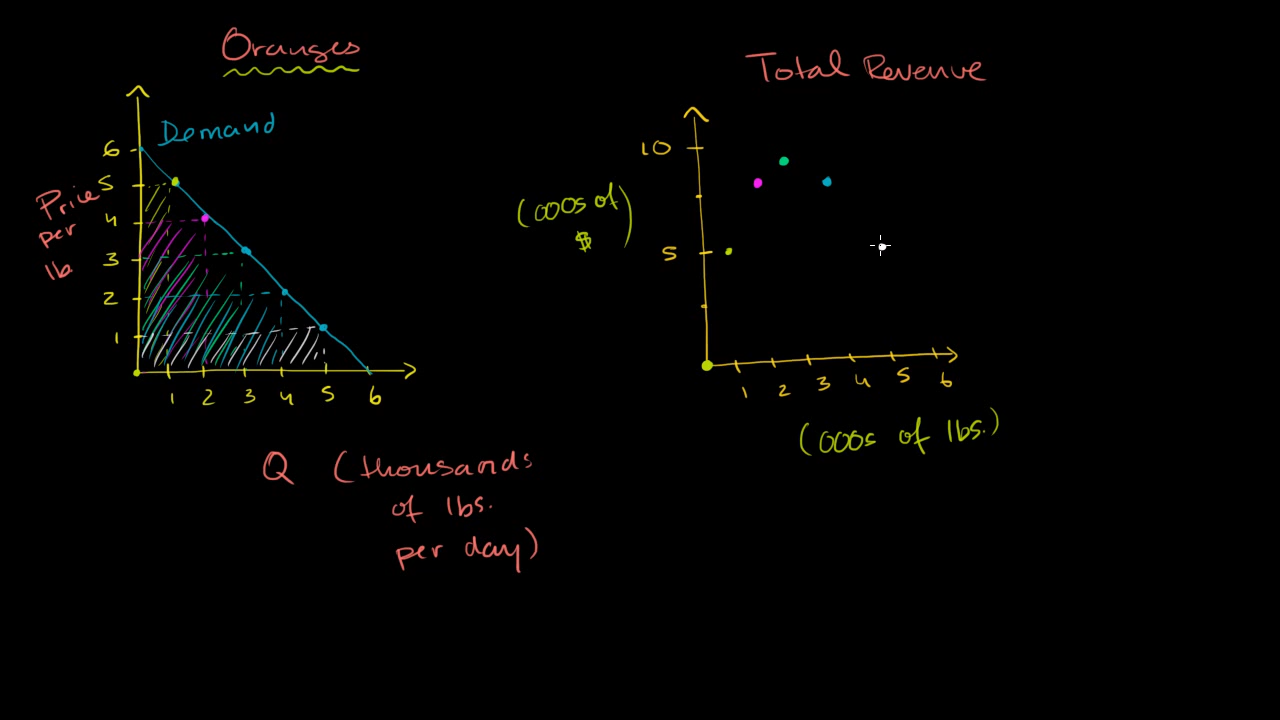 Oranges
Demand
6
5
4
3
2
1
Price
per
lb
1 2 3 4 5 6
Q (thousands
of lbs.
per day)
Total Revenue
10
5
(000s of)
$
1 2 3 4 5 6
(000s of lbs.)